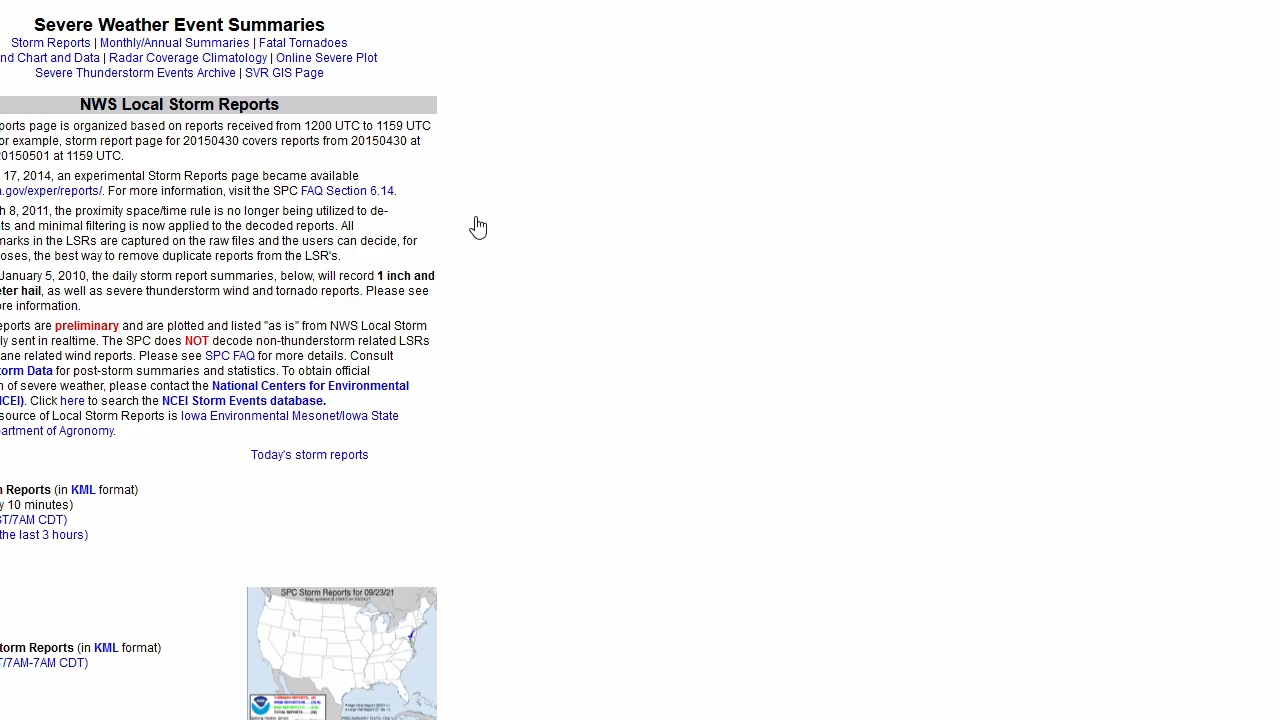 Severe Weather Event Summaries
Storm Reports | Monthly/Annual Summaries | Fatal Tornadoes
nd Chart and Data | Radar Coverage Climatology | Online Severe Plot
Severe Thunderstorm Events Archive | SVR GIS Page
NWS Local Storm Reports
ports page is organized based on reports received from 1200 UTC to 1159 UTC
or example, storm report page for 20150430 covers reports from 20150430 at
20150501 at 1159 UTC.
17, 2014, an experimental Storm Reports page became available
a.gov/exper/reports/. For more information, visit the SPC FAQ Section 6.14.
h 8, 2011, the proximity space/time rule is no longer being utilized to de-
ts and minimal filtering is now applied to the decoded reports. All
marks in the LSRs are captured on the raw files and the users can decide, for
oses, the best way to remove duplicate reports from the LSR's.
January 5, 2010, the daily storm report summaries, below, will record 1 inch and
eter hail, as well as severe thunderstorm wind and tornado reports. Please see
ore information.
eports are preliminary and are plotted and listed "as is" from NWS Local Storm
ly sent in realtime. The SPC does NOT decode non-thunderstorm related LSRs
ane related wind reports. Please see SPC FAQ for more details. Consult
torm Data for post-storm summaries and statistics. To obtain official
n of severe weather, please contact the National Centers for Environmental
NCEI). Click here to search the NCEI Storm Events database.
source of Local Storm Reports is Iowa Environmental Mesonet/Iowa State
partment of Agronomy.
Today's storm reports
m Reports (in KML format)
y 10 minutes)
ST/7AM CDT)
the last 3 hours)
SPC Storm Reports for 09/23/21
torm Reports (in KML format)
T/7AM-7AM CDT)